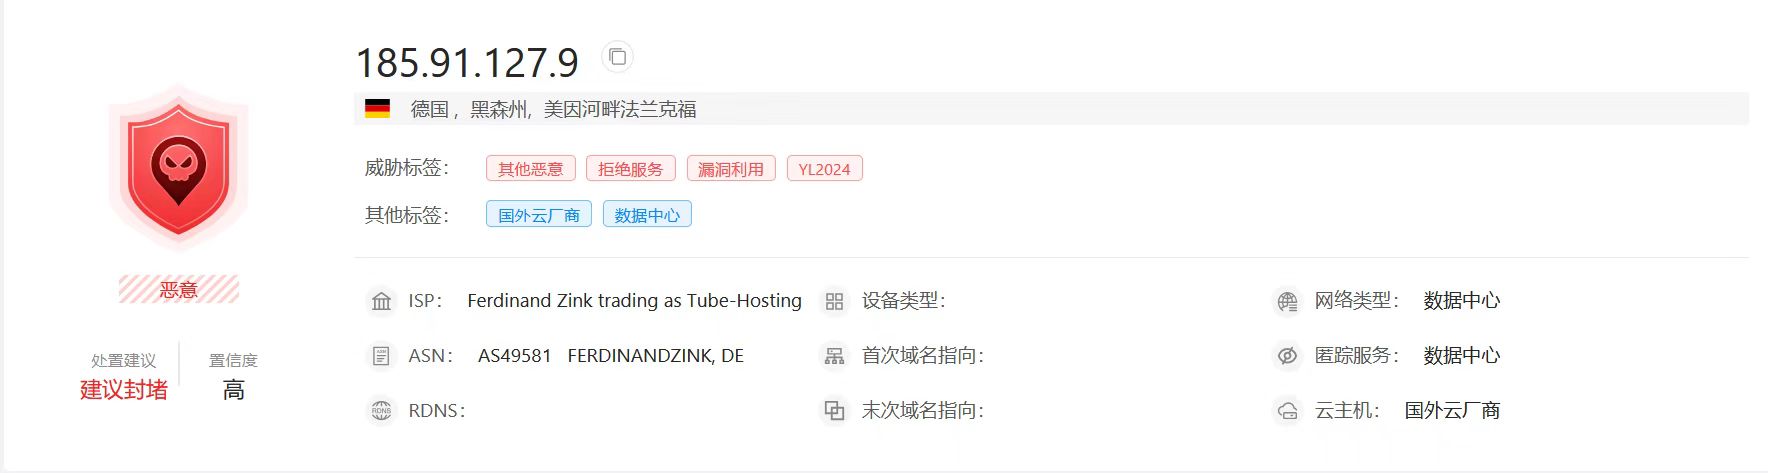 185.91.127.9
德国 , 黑森州, 美因河畔法兰克福
威胁标签: 其他恶意 拒绝服务 漏洞利用 YL2024
其他标签: 国外云厂商 数据中心
恶意
处置建议 置信度
建议封堵 高
ISP: Ferdinand Zink trading as Tube-Hosting 设备类型: 网络类型: 数据中心
ASN: AS49581 FERDINANDZINK, DE 首次域名指向: 匿踪服务: 数据中心
RDNS: 末次域名指向: 云主机: 国外云厂商